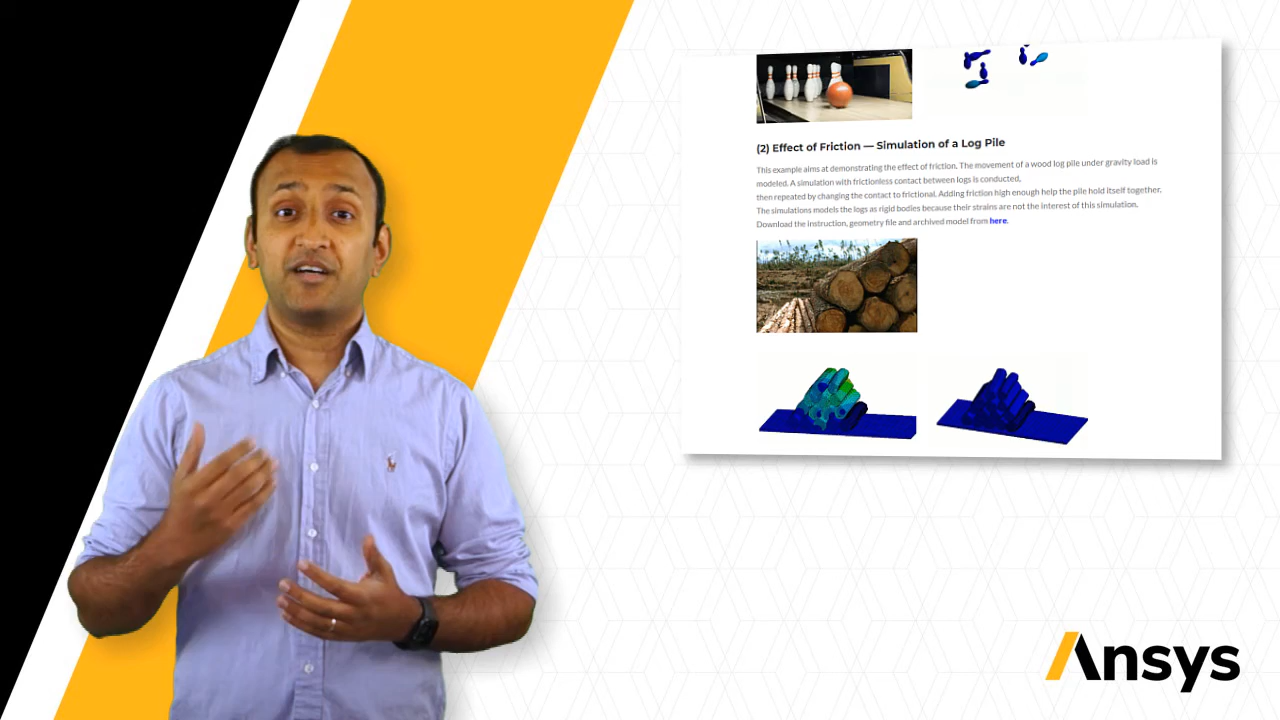 (2) Effect of Friction — Simulation of a Log Pile
This example aims at demonstrating the effect of friction. The movement of a wood log pile under gravity load is
modeled. A simulation with frictionless contact between logs is conducted,
then repeated by changing the contact to frictional. Adding friction high enough help the pile hold itself together.
The simulations models the logs as rigid bodies because their strains are not the interest of this simulation.
Download the instruction, geometry file and archived model from here.
Ansys